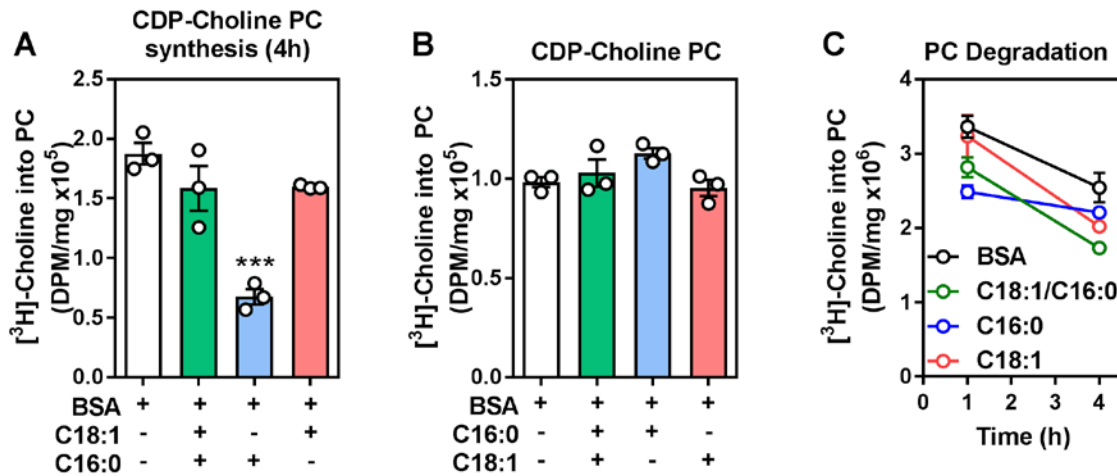 A
CDP-Choline PC
synthesis (4h)
[³H]-Choline into PC
(DPM/mg x10⁵)
2.5
2.0
1.5
1.0
0.5
0.0
***
BSA + + + +
C18:1 - + - +
C16:0 - + + -
B
CDP-Choline PC
[³H]-Choline into PC
(DPM/mg x10⁵)
1.5
1.0
0.5
0.0
BSA + + + +
C16:0 - + + -
C18:1 - + - +
C
PC Degradation
[³H]-Choline into PC
(DPM/mg x10⁶)
4
3
2
1
0
BSA
C18:1/C16:0
C16:0
C18:1
0 1 2 3 4
Time (h)